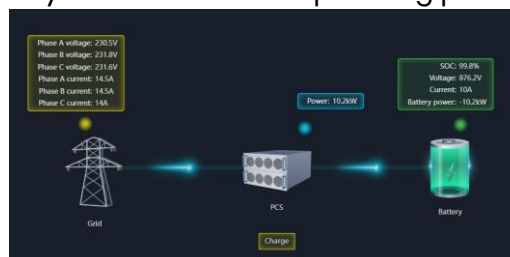 Phase A voltage: 230.5V
Phase B voltage: 231.8V
Phase C voltage: 231.6V
Phase A current: 14.5A
Phase B current: 14.5A
Phase C current: 14A
Power: 10.2kW
SOC: 99.8%
Voltage: 876.2V
Current: 10A
Battery power: -10.2kW
Grid
PCS
Battery
Charge